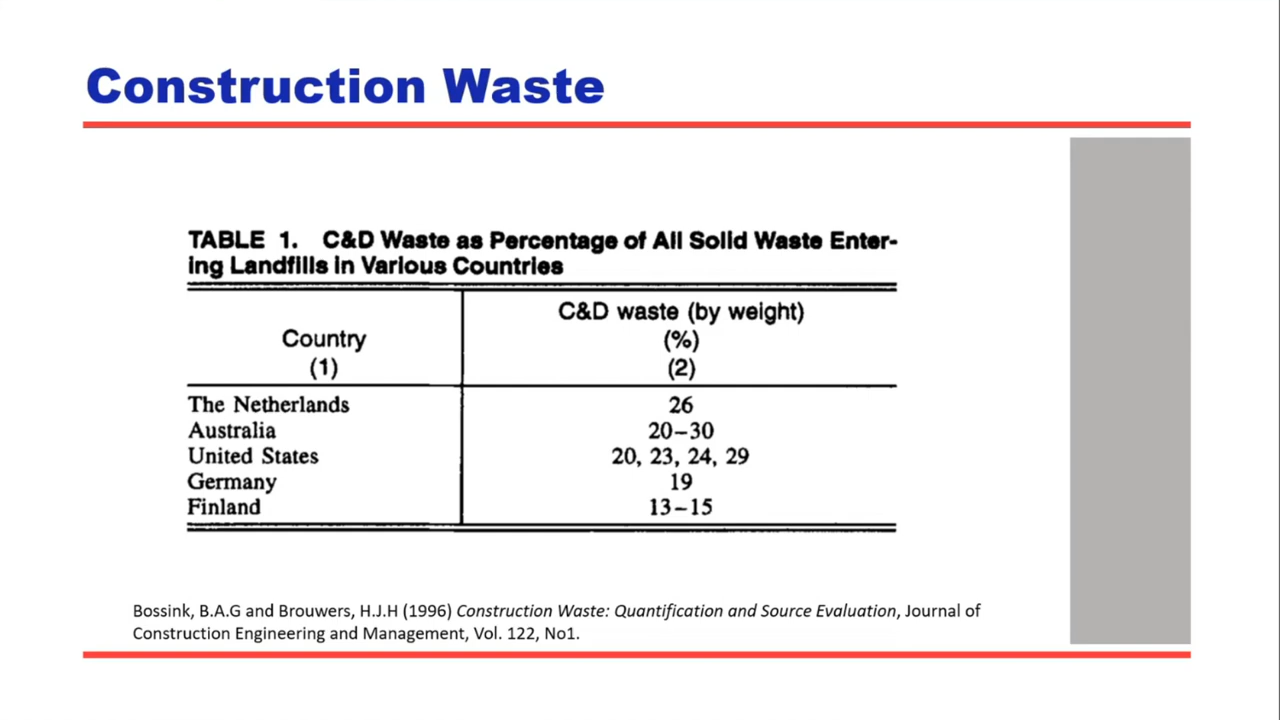 Construction Waste
TABLE 1. C&D Waste as Percentage of All Solid Waste Enter-
ing Landfills in Various Countries
Country
(1)
C&D waste (by weight)
(%)
(2)
The Netherlands 26
Australia 20–30
United States 20, 23, 24, 29
Germany 19
Finland 13–15
Bossink, B.A.G and Brouwers, H.J.H (1996) Construction Waste: Quantification and Source Evaluation, Journal of
Construction Engineering and Management, Vol. 122, No1.